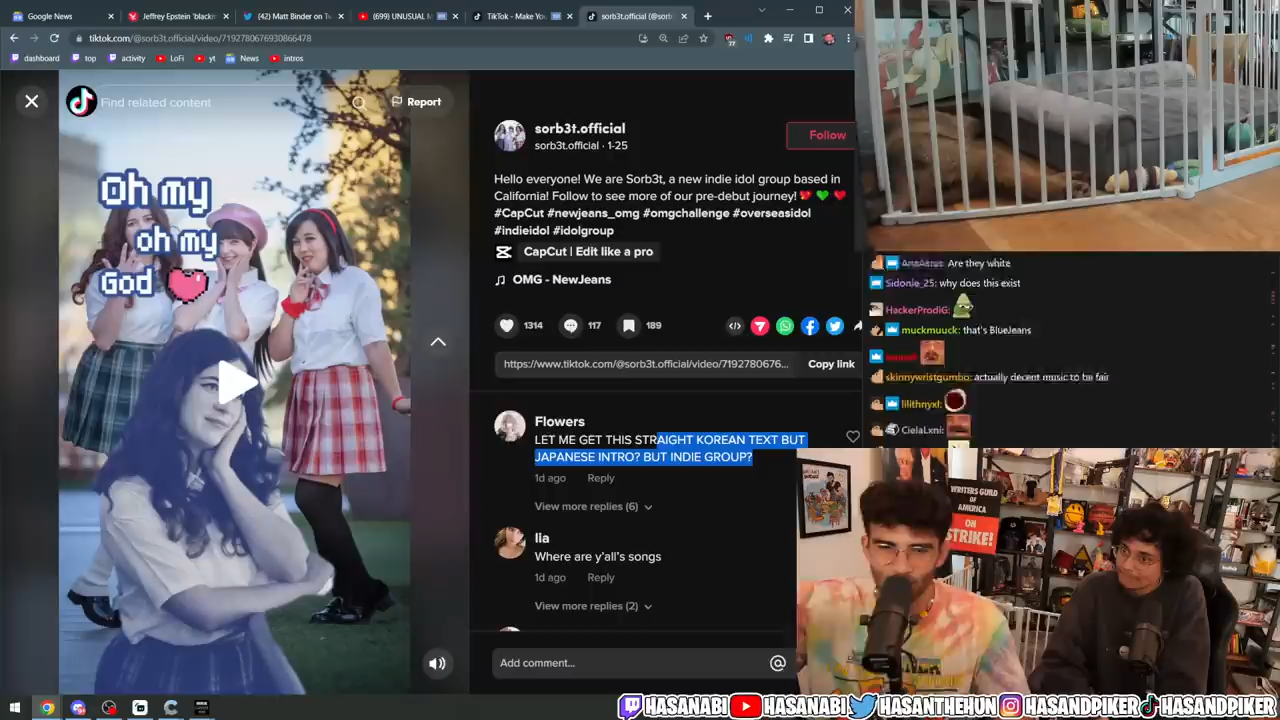 Google News
Jeffrey Epstein 'blackm
(42) Matt Binder on Tw
(699) UNUSUAL M
TikTok - Make You
sorb3t.official (@sorb
tiktok.com/@sorb3t.official/video/7192780676930866478
77
dashboard
top
activity
LoFi
yt
News
intros
Find related content
Report
Oh my
oh my
God
sorb3t.official
sorb3t.official · 1-25
Follow
Hello everyone! We are Sorb3t, a new indie idol group based in
California! Follow to see more of our pre-debut journey!
#CapCut #newjeans_omg #omgchallenge #overseasidol
#indieidol #idolgroup
CapCut | Edit like a pro
OMG - NewJeans
1314
117
189
https://www.tiktok.com/@sorb3t.official/video/719278067...
Copy link
Flowers
LET ME GET THIS STRAIGHT KOREAN TEXT BUT
JAPANESE INTRO? BUT INDIE GROUP?
1d ago Reply
View more replies (6)
lia
Where are y'all's songs
1d ago Reply
View more replies (2)
Add comment...
Are they white
Sidonie_25: why does this exist
HackerProdiG:
muckmuuck: that's BlueJeans
skinnywristgumbo: actually decent music to be fair
lilithnyx!:
CielaLxni:
WRITERS GUILD
OF
AMERICA
ON
STRIKE!
HASANABI
HASANABI
HASANTHEHUN
HASANDPIKER
HASANDPIKER